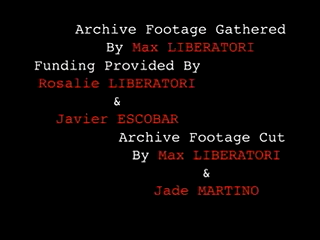 Archive Footage Gathered
By Max LIBERATORI
Funding Provided By
Rosalie LIBERATORI
&
Javier ESCOBAR
Archive Footage Cut
By Max LIBERATORI
&
Jade MARTINO